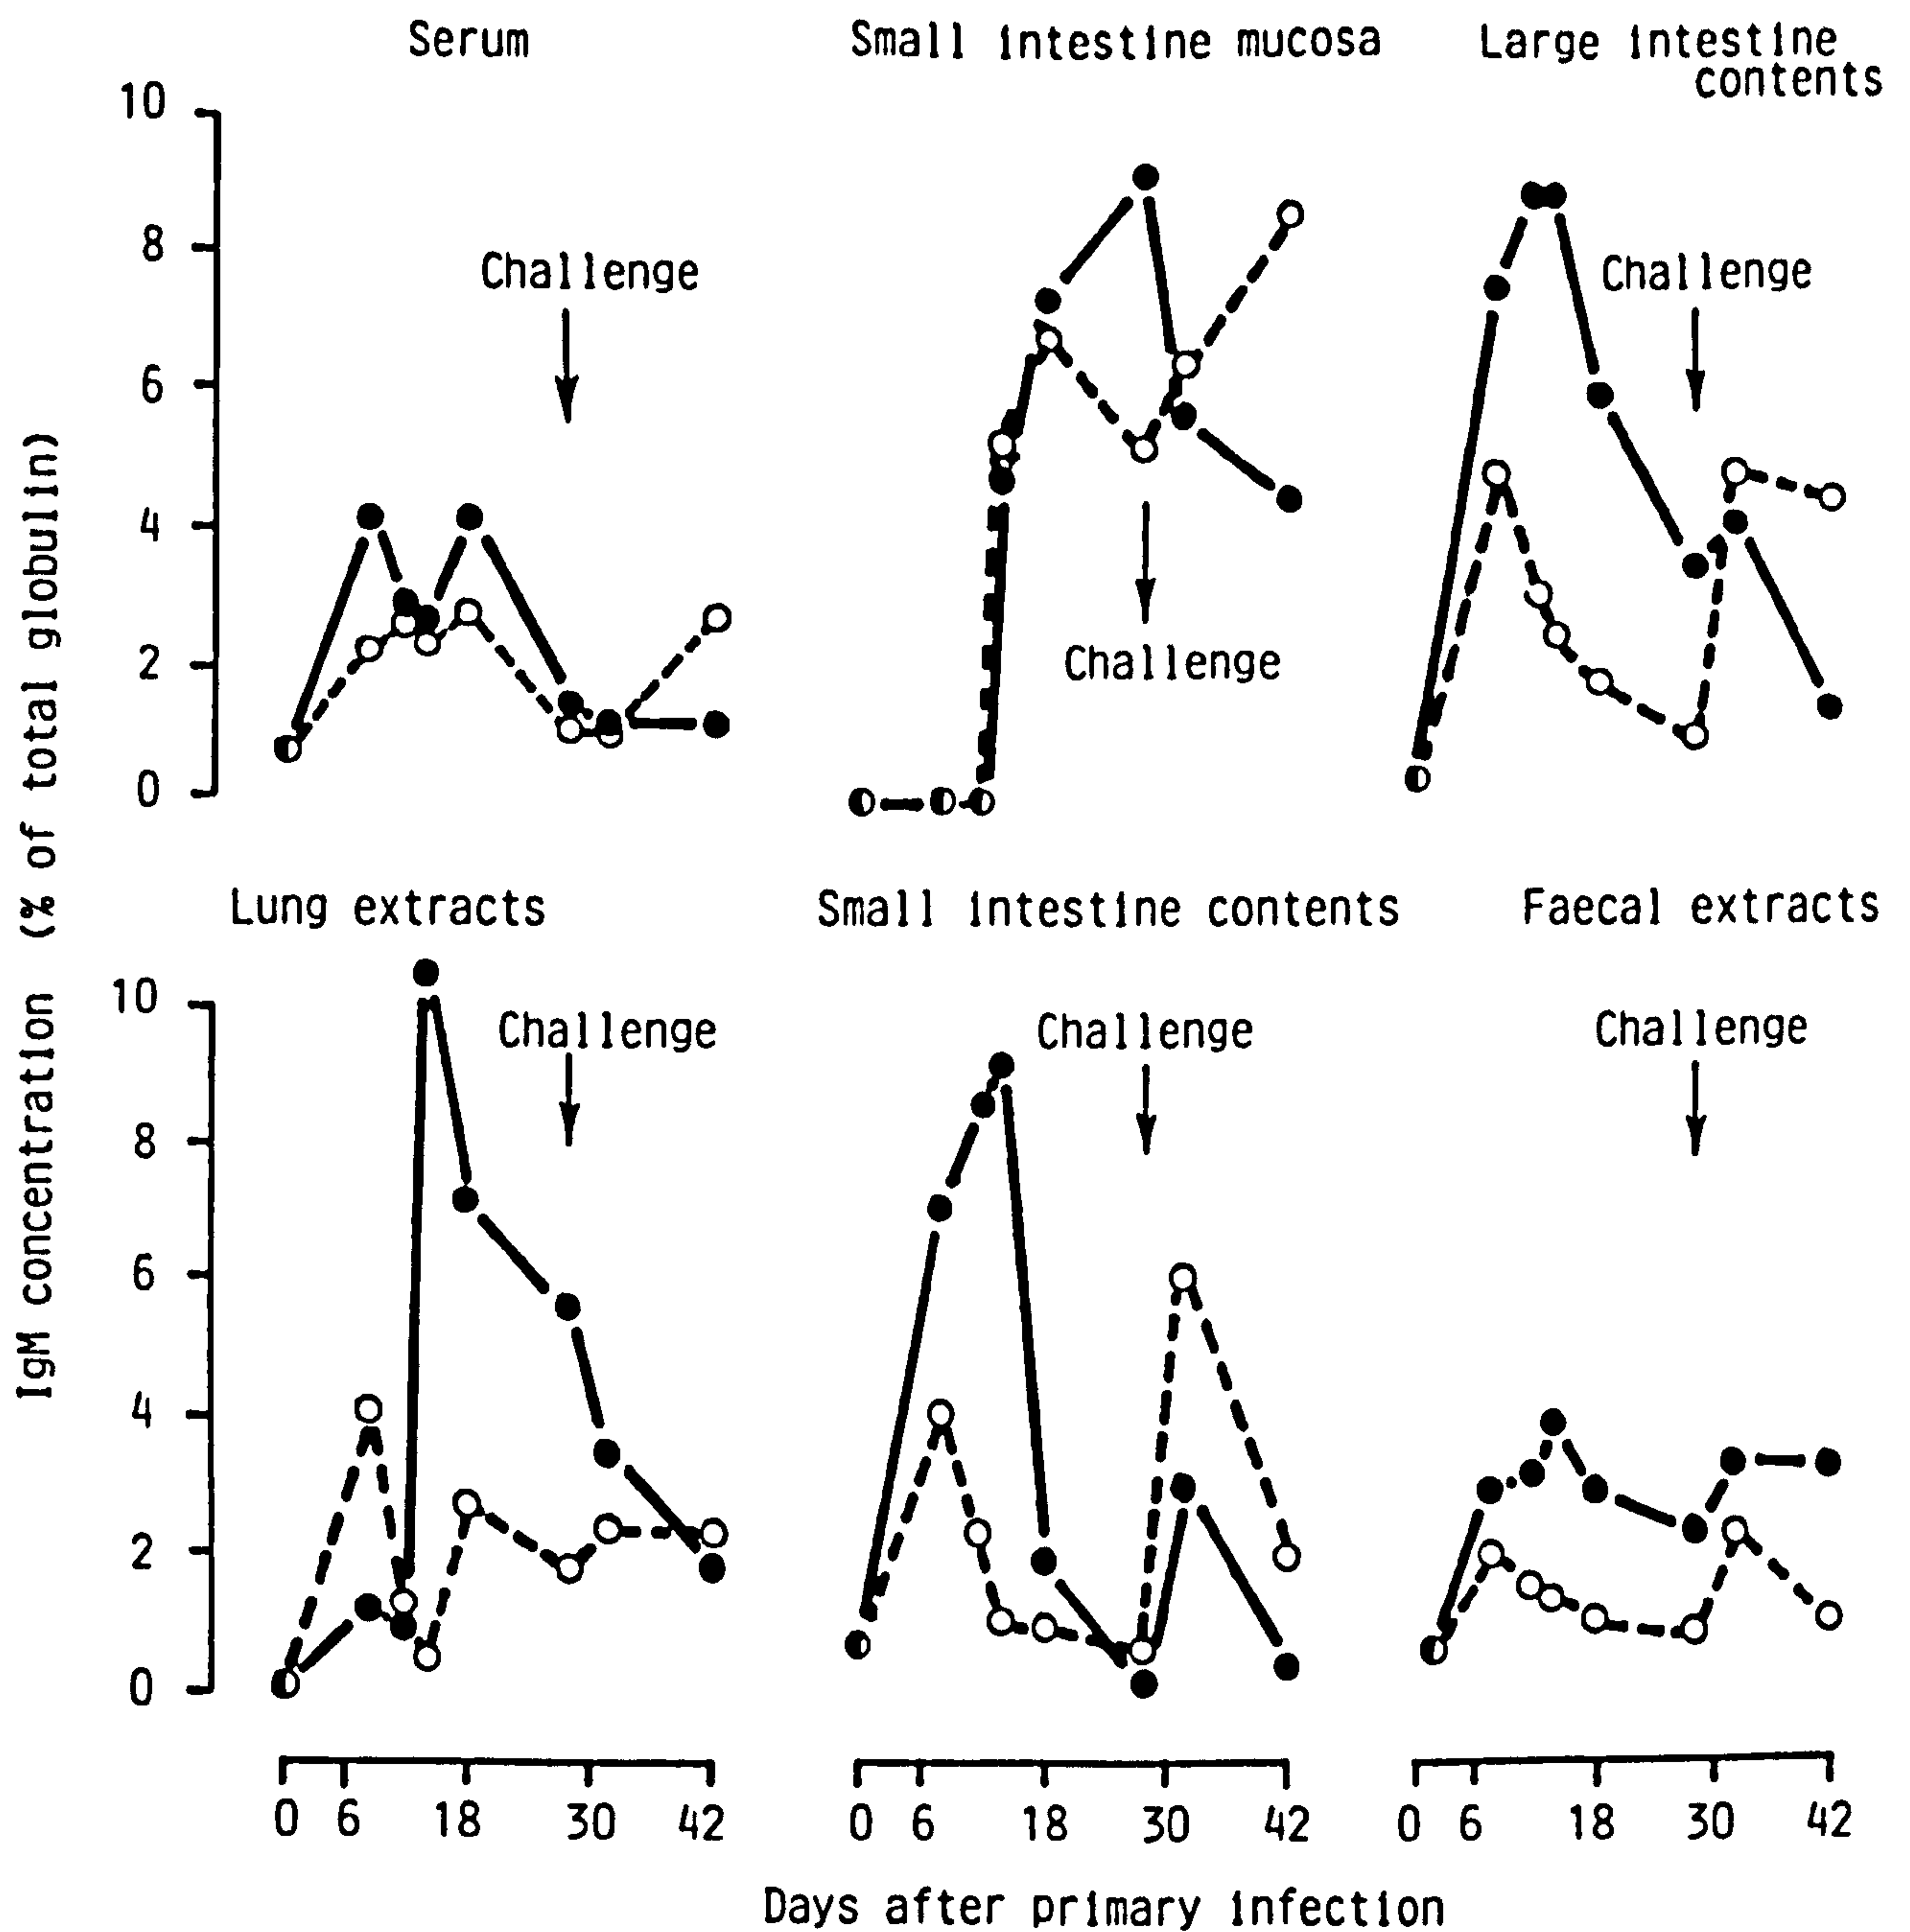 Serum
Small intestine mucosa
Large intestine
contents
10
8
6
4
2
0
Challenge
Challenge
Challenge
IgM concentration (% of total globulin)
Lung extracts
Small intestine contents
Faecal extracts
10
8
6
4
2
0
Challenge
Challenge
Challenge
0 6 18 30 42
0 6 18 30 42
0 6 18 30 42
Days after primary infection